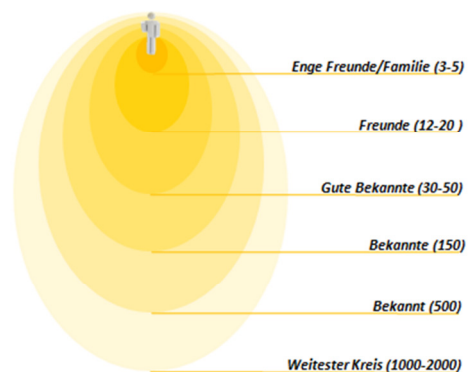 Enge Freunde/Familie (3-5)
Freunde (12-20 )
Gute Bekannte (30-50)
Bekannte (150)
Bekannt (500)
Weitester Kreis (1000-2000)